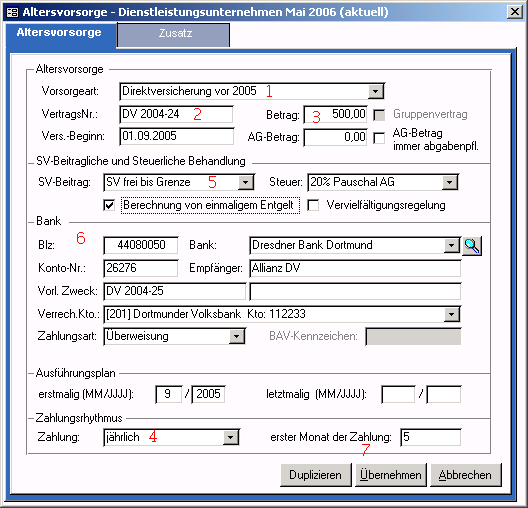 Altersvorsorge - Dienstleistungsunternehmen Mai 2006 (aktuell)
Altersvorsorge Zusatz
Altersvorsorge
Vorsorgeart: Direktversicherung vor 2005 1
VertragsNr.: DV 2004-24 2 Betrag: 3 500,00 Gruppenvertrag
Vers.-Beginn: 01.09.2005 AG-Betrag: 0,00 AG-Betrag
immer abgabenpfl.
SV-Beitragliche und Steuerliche Behandlung
SV-Beitrag: SV frei bis Grenze 5 Steuer: 20% Pauschal AG
Berechnung von einmaligem Entgelt Vervielfältigungsregelung
Bank
6
Blz: 44080050 Bank: Dresdner Bank Dortmund
Konto-Nr.: 26276 Empfänger: Allianz DV
Vorl. Zweck: DV 2004-25
Verrech.Kto.: [201] Dortmunder Volksbank Kto: 112233
Zahlungsart: Überweisung BAV-Kennzeichen:
Ausführungsplan
erstmalig (MM/JJJJ): 9 / 2005 letztmalig (MM/JJJJ): /
Zahlungsrhythmus
Zahlung: jährlich 4 erster Monat der Zahlung: 5
7
Duplizieren Übernehmen Abbrechen